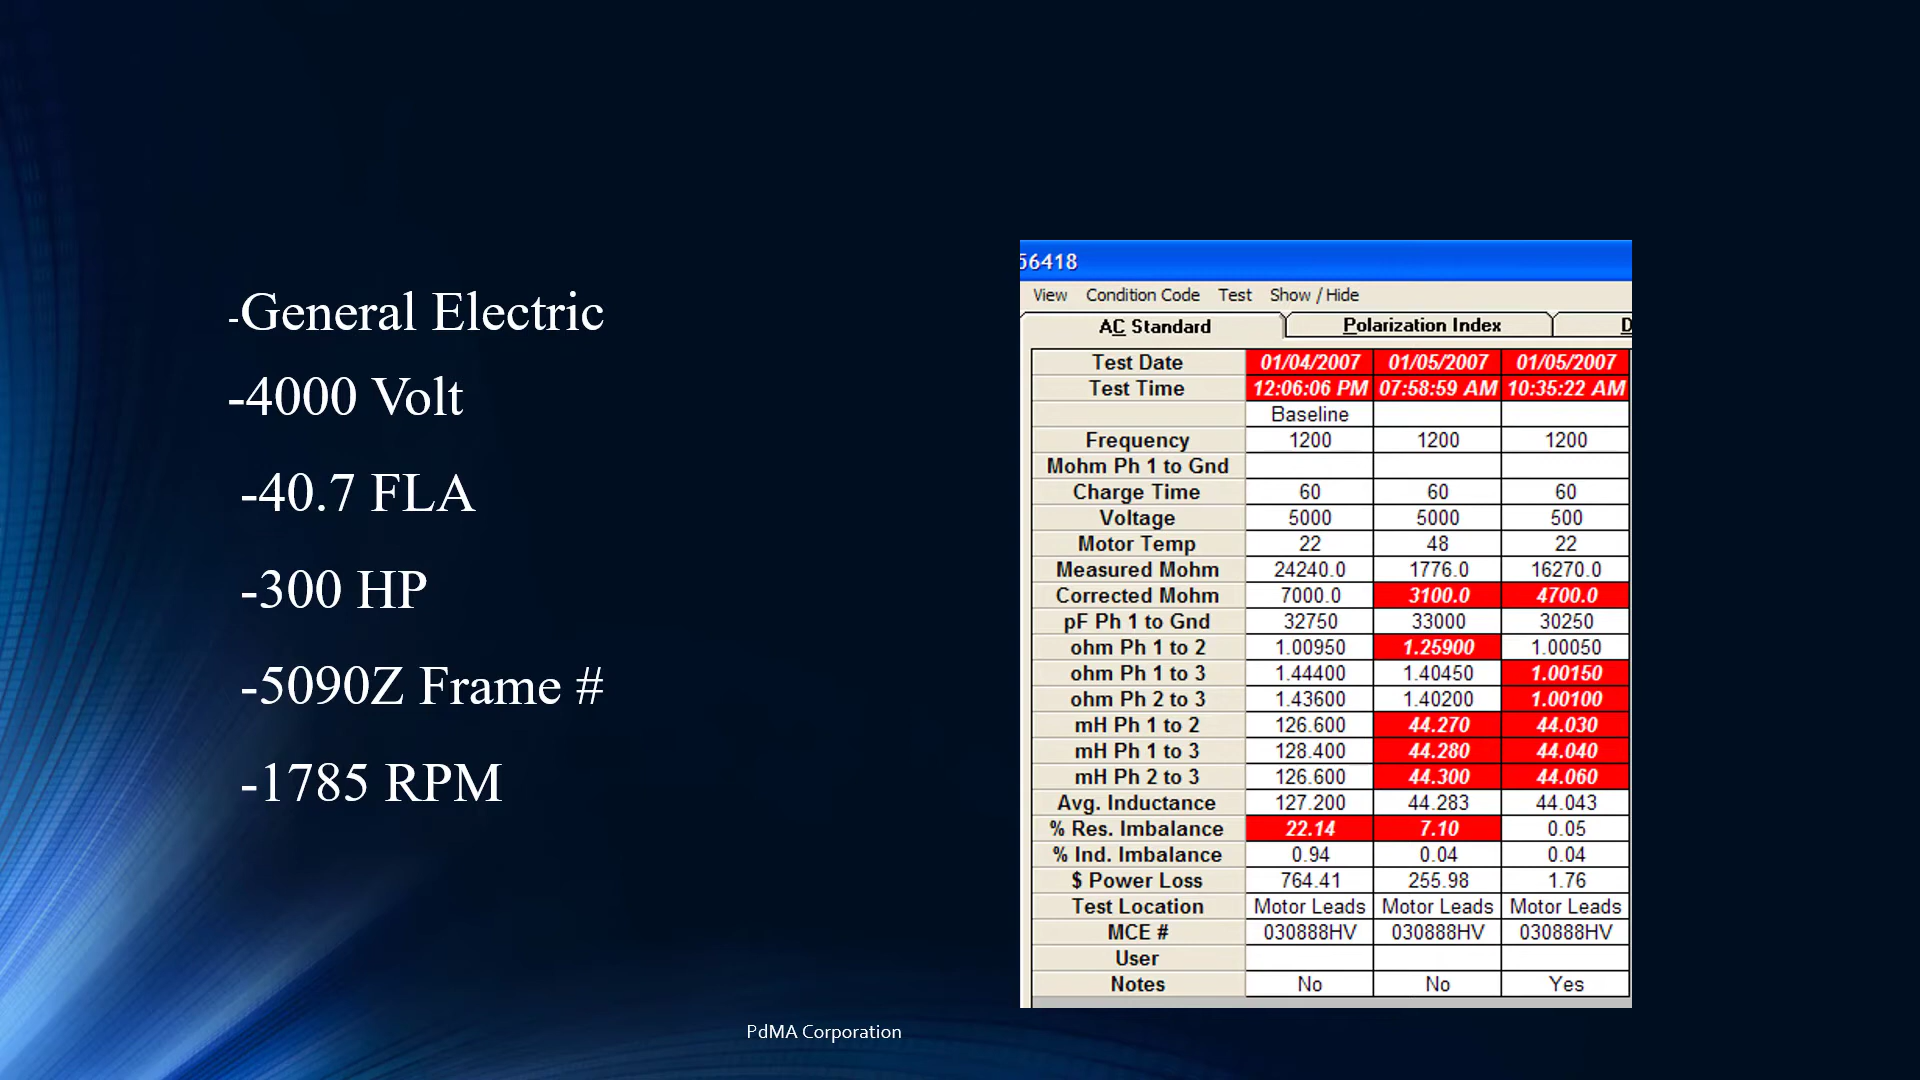 -General Electric
-4000 Volt
-40.7 FLA
-300 HP
-5090Z Frame #
-1785 RPM
56418
View Condition Code Test Show / Hide
AC Standard Polarization Index D
Test Date 01/04/2007 01/05/2007 01/05/2007
Test Time 12:06:06 PM 07:58:59 AM 10:35:22 AM
Baseline
Frequency 1200 1200 1200
Mohm Ph 1 to Gnd
Charge Time 60 60 60
Voltage 5000 5000 500
Motor Temp 22 48 22
Measured Mohm 24240.0 1776.0 16270.0
Corrected Mohm 7000.0 3100.0 4700.0
pF Ph 1 to Gnd 32750 33000 30250
ohm Ph 1 to 2 1.00950 1.25900 1.00050
ohm Ph 1 to 3 1.44400 1.40450 1.00150
ohm Ph 2 to 3 1.43600 1.40200 1.00100
mH Ph 1 to 2 126.600 44.270 44.030
mH Ph 1 to 3 128.400 44.280 44.040
mH Ph 2 to 3 126.600 44.300 44.060
Avg. Inductance 127.200 44.283 44.043
% Res. Imbalance 22.14 7.10 0.05
% Ind. Imbalance 0.94 0.04 0.04
$ Power Loss 764.41 255.98 1.76
Test Location Motor Leads Motor Leads Motor Leads
MCE # 030888HV 030888HV 030888HV
User
Notes No No Yes
PdMA Corporation